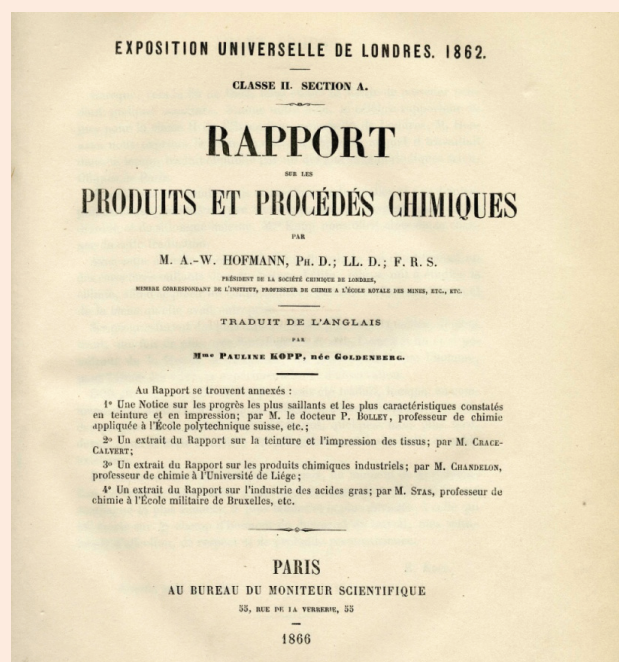 EXPOSITION UNIVERSELLE DE LONDRES. 1862.
CLASSE II. SECTION A.
RAPPORT
SUR LES
PRODUITS ET PROCÉDÉS CHIMIQUES
PAR
M. A.-W. HOFMANN, Ph. D.; LL. D.; F. R. S.
PRÉSIDENT DE LA SOCIÉTÉ CHIMIQUE DE LONDRES,
MEMBRE CORRESPONDANT DE L'INSTITUT, PROFESSEUR DE CHIMIE A L'ÉCOLE ROYALE DES MINES, ETC., ETC.
TRADUIT DE L'ANGLAIS
PAR
Mme PAULINE KOPP, née GOLDENBERG.
Au Rapport se trouvent annexés :
1° Une Notice sur les progrès les plus saillants et les plus caractéristiques constatés
en teinture et en impression; par M. le docteur P. BOLLEY, professeur de chimie
appliquée à l'École polytechnique suisse, etc.;
2° Un extrait du Rapport sur la teinture et l'impression des tissus; par M. CRACE-
CALVERT;
3° Un extrait du Rapport sur les produits chimiques industriels; par M. CHANDELON,
professeur de chimie à l'Université de Liége;
4° Un extrait du Rapport sur l'industrie des acides gras; par M. STAS, professeur de
chimie à l'École militaire de Bruxelles, etc.
PARIS
AU BUREAU DU MONITEUR SCIENTIFIQUE
55, RUE DE LA VERRERIE, 55
1866